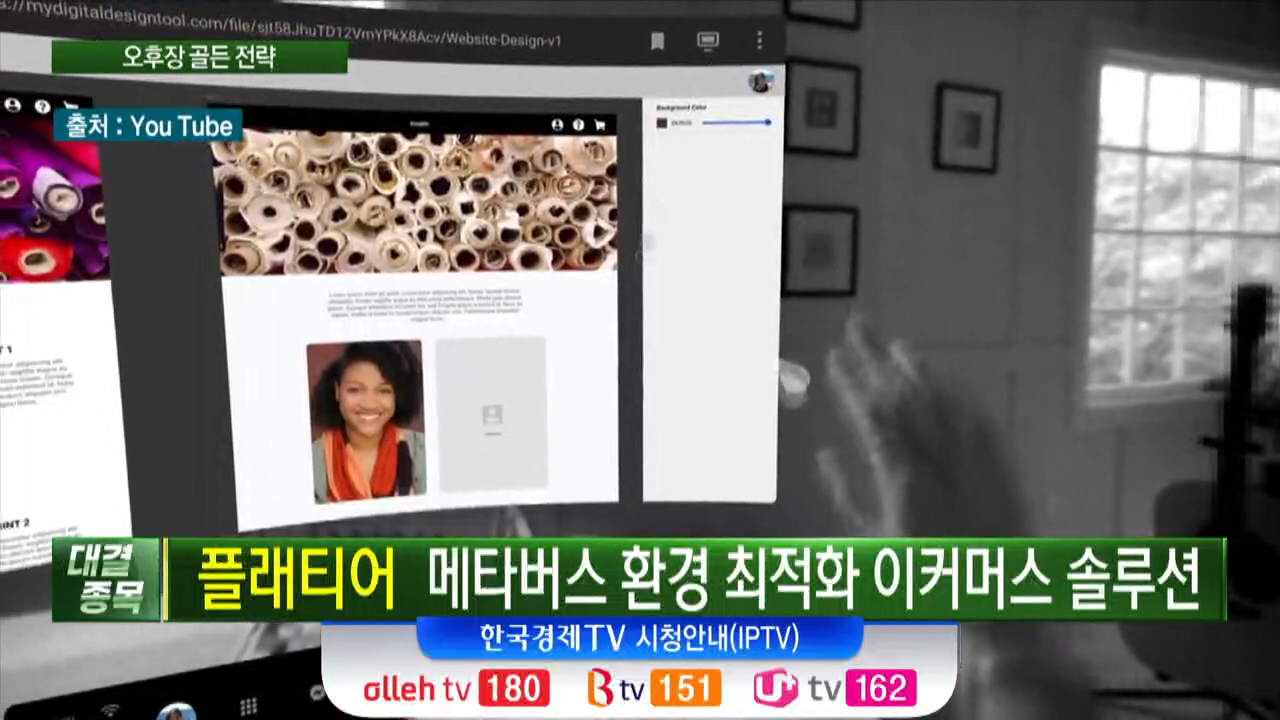 s://mydigitaldesigntool.com/file/sjt58JhuTD12VmYPkX8Acv/Website-Design-v1
오후장 골든 전략
출처 : You Tube
Background Color
T 1
INT 2
대결
종목
플래티어 메타버스 환경 최적화 이커머스 솔루션
한국경제TV 시청안내(IPTV)
olleh tv 180 B tv 151 U+ tv 162